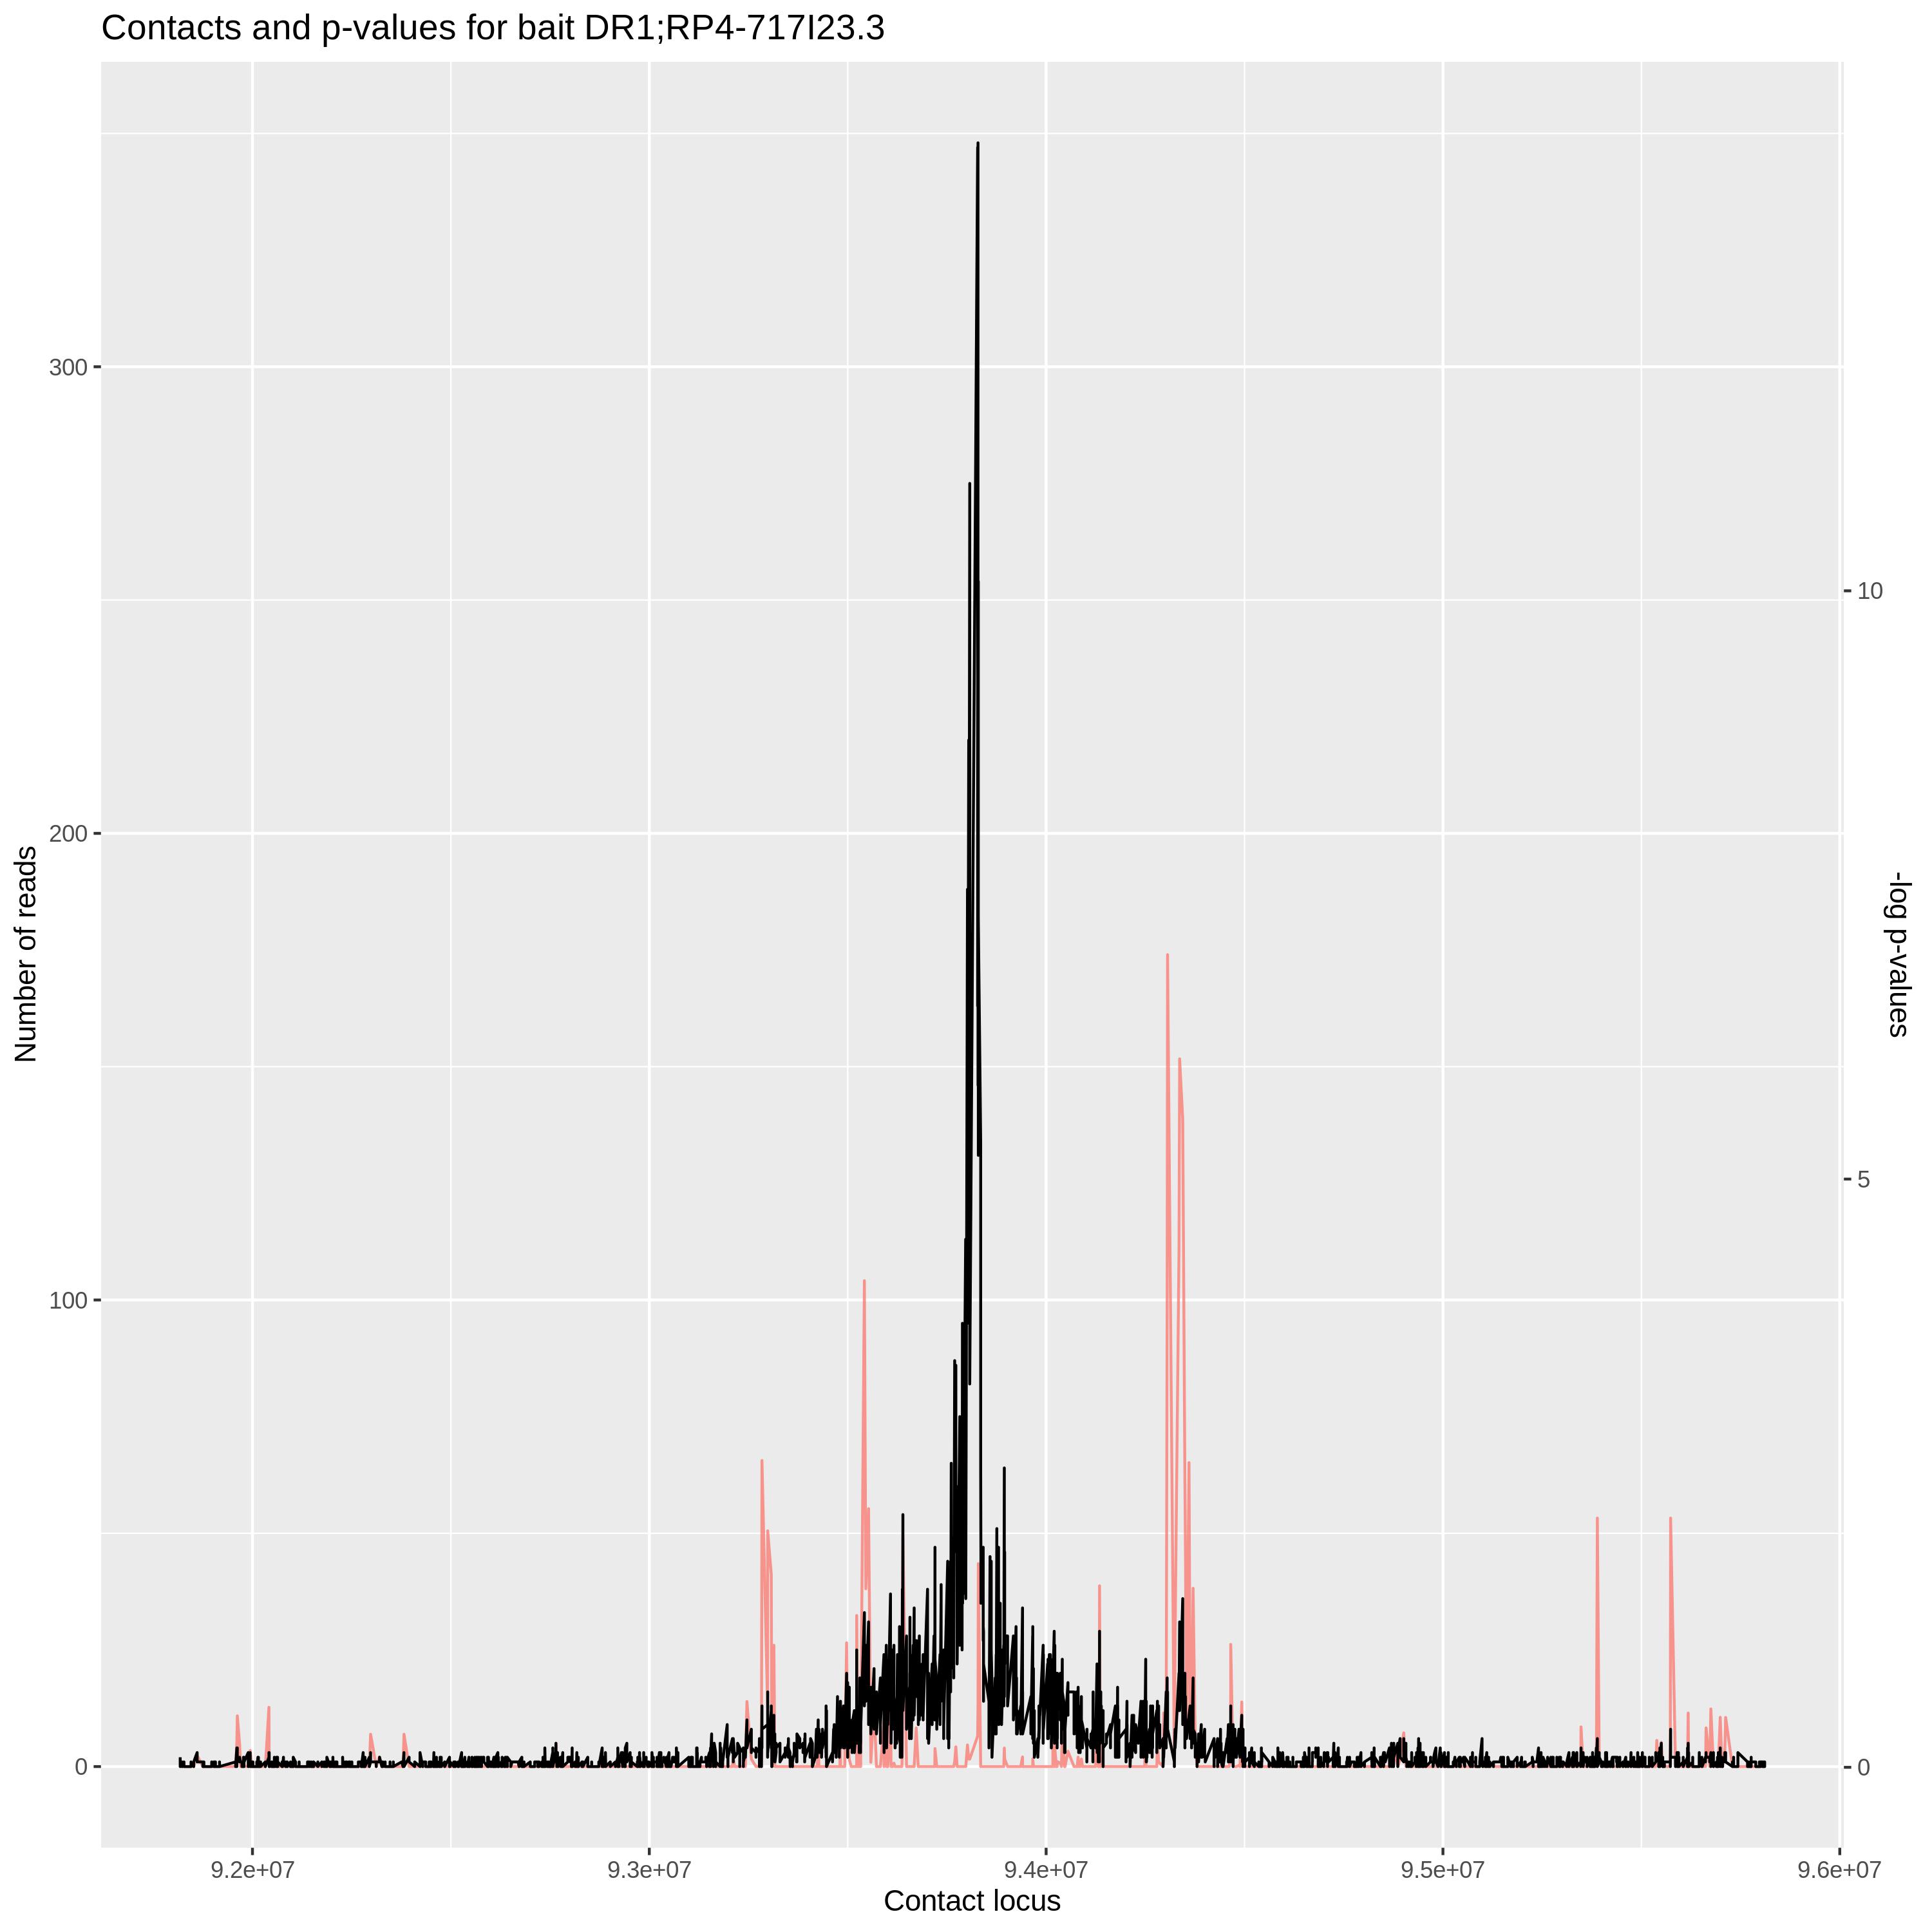 Contacts and p-values for bait DR1;RP4-717I23.3
300
200
100
0
Number of reads
10
5
0
-log p-values
9.2e+07
9.3e+07
9.4e+07
9.5e+07
9.6e+07
Contact locus